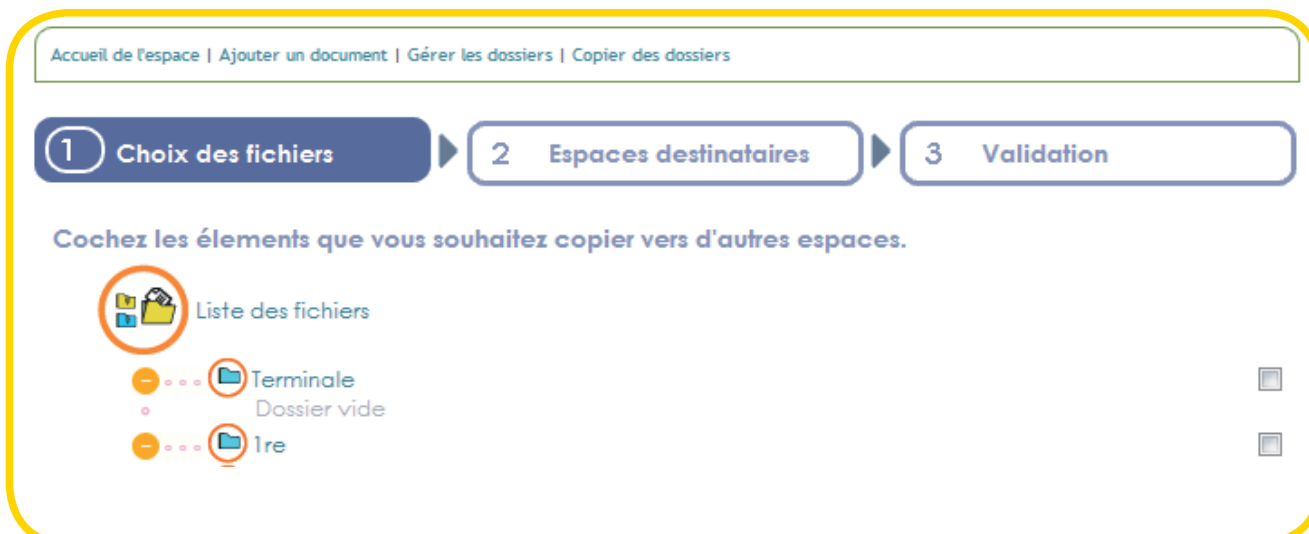 Accueil de l'espace | Ajouter un document | Gérer les dossiers | Copier des dossiers
1 Choix des fichiers 2 Espaces destinataires 3 Validation
Cochez les élements que vous souhaitez copier vers d'autres espaces.
Liste des fichiers
Terminale
Dossier vide
1re